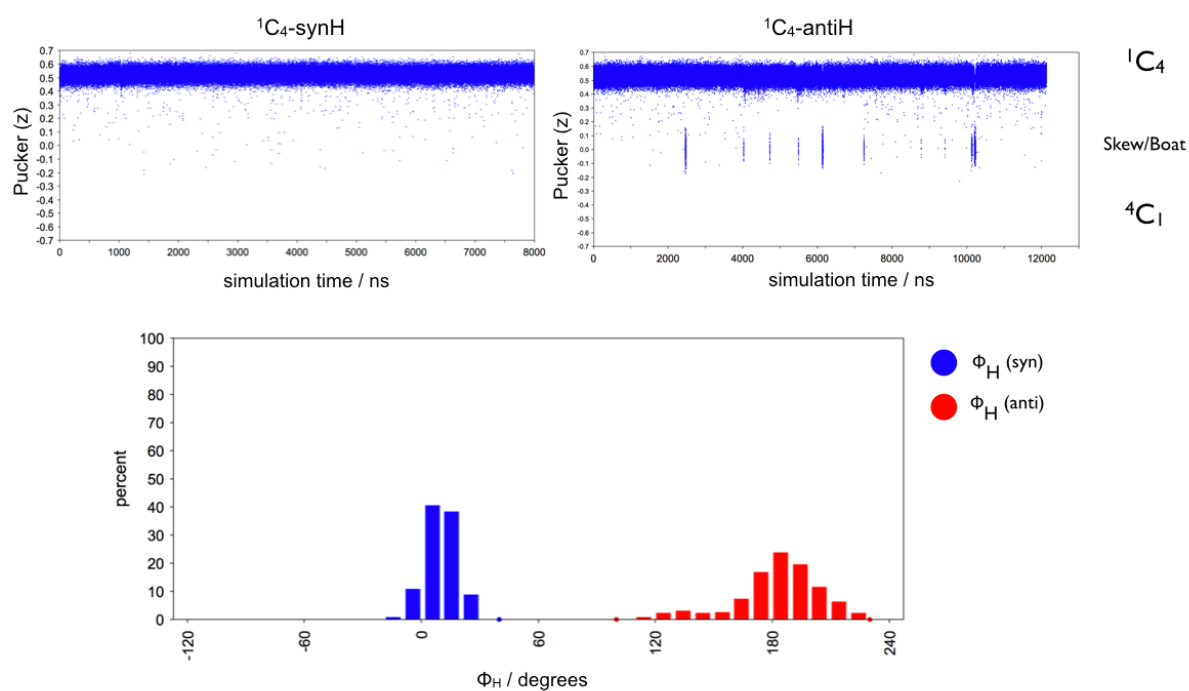 ¹C₄-synH
¹C₄-antiH
0.7
0.6
0.5
0.4
0.3
0.2
0.1
0.0
-0.1
-0.2
-0.3
-0.4
-0.5
-0.6
-0.7
Pucker (z)
0 1000 2000 3000 4000 5000 6000 7000 8000
simulation time / ns
0.7
0.6
0.5
0.4
0.3
0.2
0.1
0.0
-0.1
-0.2
-0.3
-0.4
-0.5
-0.6
-0.7
Pucker (z)
0 2000 4000 6000 8000 10000 12000
simulation time / ns
¹C₄
Skew/Boat
⁴C₁
100
90
80
70
60
50
40
30
20
10
0
percent
-120 0 60 120 180 240
Φ_H / degrees
Φ_H (syn)
Φ_H (anti)